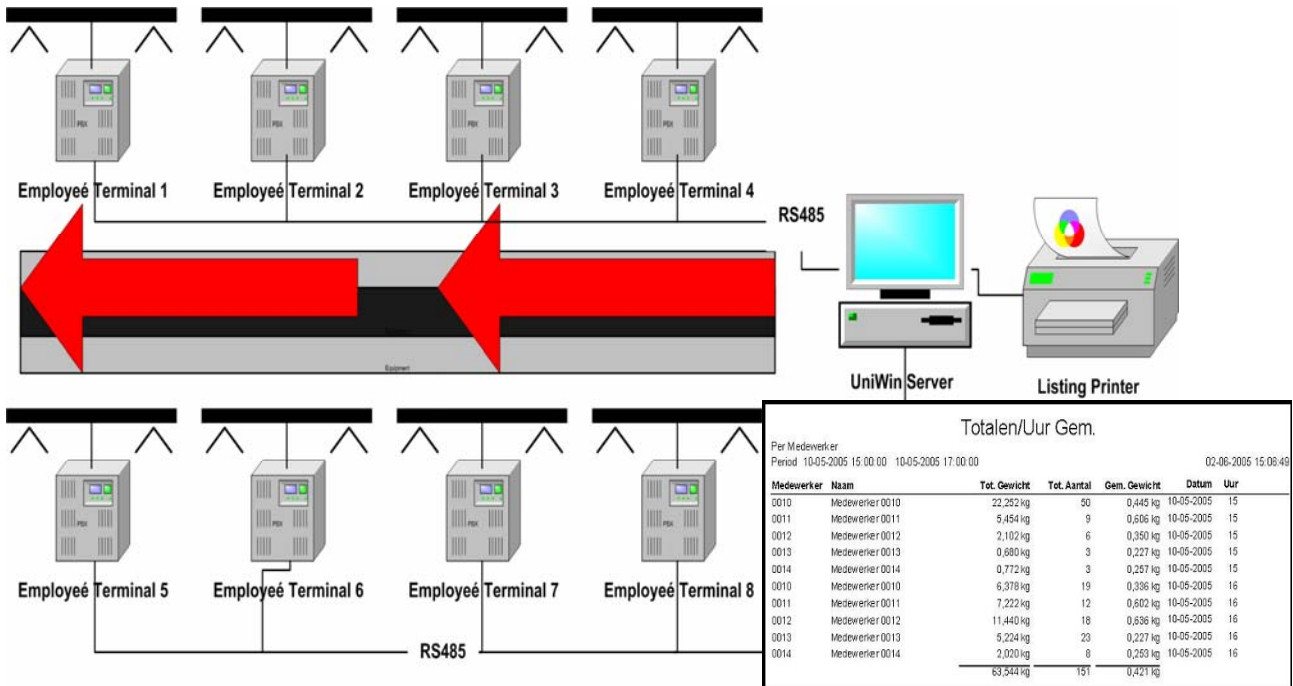 PBX PBX PBX PBX
Employeé Terminal 1 Employeé Terminal 2 Employeé Terminal 3 Employeé Terminal 4
RS485
Equipment
Equipment
UniWin Server Listing Printer
PBX PBX PBX PBX
Employeé Terminal 5 Employeé Terminal 6 Employeé Terminal 7 Employeé Terminal 8
RS485
Totalen/Uur Gem.
Per Medewerker
Period 10-05-2005 15:00:00 10-05-2005 17:00:00 02-06-2005 15:08:49
Medewerker Naam Tot. Gewicht Tot. Aantal Gem. Gewicht Datum Uur
0010 Medewerker 0010 22,252 kg 50 0,445 kg 10-05-2005 15
0011 Medewerker 0011 5,454 kg 9 0,606 kg 10-05-2005 15
0012 Medewerker 0012 2,102 kg 6 0,350 kg 10-05-2005 15
0013 Medewerker 0013 0,680 kg 3 0,227 kg 10-05-2005 15
0014 Medewerker 0014 0,772 kg 3 0,257 kg 10-05-2005 15
0010 Medewerker 0010 6,378 kg 19 0,336 kg 10-05-2005 16
0011 Medewerker 0011 7,222 kg 12 0,602 kg 10-05-2005 16
0012 Medewerker 0012 11,440 kg 18 0,636 kg 10-05-2005 16
0013 Medewerker 0013 5,224 kg 23 0,227 kg 10-05-2005 16
0014 Medewerker 0014 2,020 kg 8 0,253 kg 10-05-2005 16
63,544 kg 151 0,421 kg